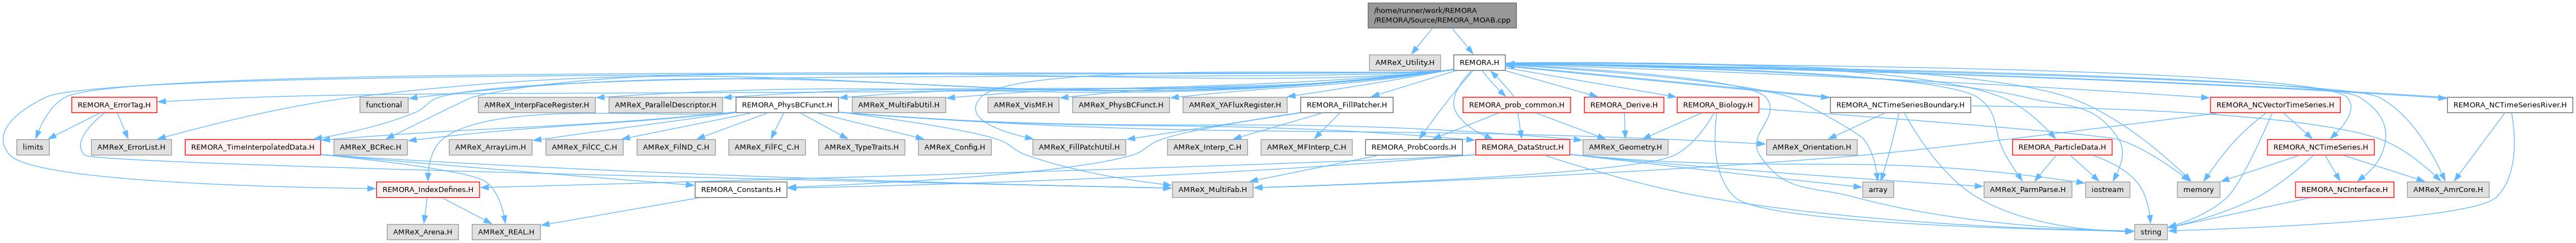 /home/runner/work/REMORA
/REMORA/Source/REMORA_MOAB.cpp
AMReX_Utility.H
REMORA.H
REMORA_ErrorTag.H
functional
AMReX_InterpFaceRegister.H
AMReX_ParallelDescriptor.H
REMORA_PhysBCFunct.H
AMReX_MultiFabUtil.H
AMReX_VisMF.H
AMReX_PhysBCFunct.H
AMReX_YAFluxRegister.H
REMORA_FillPatcher.H
REMORA_prob_common.H
REMORA_Derive.H
REMORA_Biology.H
REMORA_NCTimeSeriesBoundary.H
REMORA_NCVectorTimeSeries.H
REMORA_NCTimeSeriesRiver.H
limits
AMReX_ErrorList.H
REMORA_TimeInterpolatedData.H
AMReX_BCRec.H
AMReX_ArrayLim.H
AMReX_FilCC_C.H
AMReX_FilND_C.H
AMReX_FilFC_C.H
AMReX_TypeTraits.H
AMReX_Config.H
AMReX_FillPatchUtil.H
AMReX_Interp_C.H
AMReX_MFInterp_C.H
REMORA_ProbCoords.H
REMORA_DataStruct.H
AMReX_Geometry.H
AMReX_Orientation.H
REMORA_ParticleData.H
REMORA_NCTimeSeries.H
REMORA_IndexDefines.H
REMORA_Constants.H
AMReX_MultiFab.H
array
AMReX_ParmParse.H
iostream
memory
REMORA_NCInterface.H
AMReX_AmrCore.H
AMReX_Arena.H
AMReX_REAL.H
string